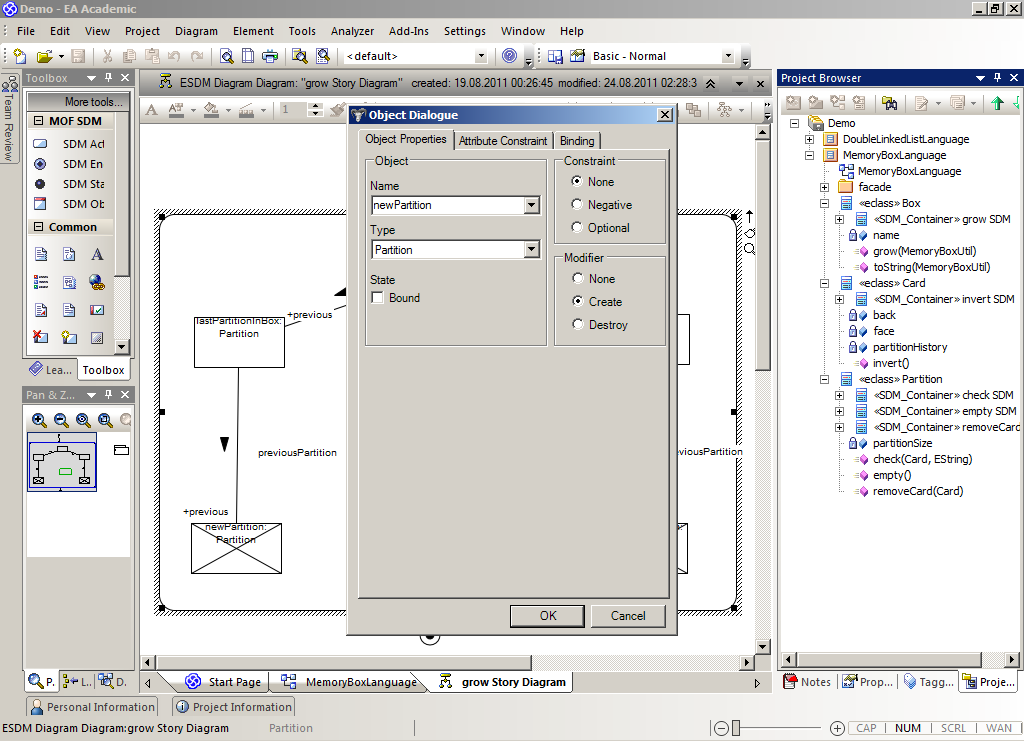 Demo - EA Academic
File Edit View Project Diagram Element Tools Analyzer Add-Ins Settings Window Help
<default> Basic - Normal
Team Review
Toolbox
More tools...
MOF SDM
SDM Act
SDM En
SDM Sta
SDM Ob
Common
Lea... Toolbox
Pan & Z...
P. L.. D.
ESDM Diagram Diagram: "grow Story Diagram" created: 19.08.2011 00:26:45 modified: 24.08.2011 02:28:3
1
+previous
lastPartitionInBox:
Partition
previousPartition
+previous
newPartition:
Partition
eviousPartition
Object Dialogue
Object Properties Attribute Constraint Binding
Object
Name
newPartition
Type
Partition
State
Bound
Constraint
None
Negative
Optional
Modifier
None
Create
Destroy
OK Cancel
Start Page MemoryBoxLanguage grow Story Diagram
Project Browser
Demo
DoubleLinkedListLanguage
MemoryBoxLanguage
MemoryBoxLanguage
facade
«eclass» Box
«SDM_Container» grow SDM
name
grow(MemoryBoxUtil)
toString(MemoryBoxUtil)
«eclass» Card
«SDM_Container» invert SDM
back
face
partitionHistory
invert()
«eclass» Partition
«SDM_Container» check SDM
«SDM_Container» empty SDM
«SDM_Container» removeCard
partitionSize
check(Card, EString)
empty()
removeCard(Card)
Notes Prop... Tagg... Proje...
Personal Information Project Information
ESDM Diagram Diagram:grow Story Diagram Partition CAP NUM SCRL WAN